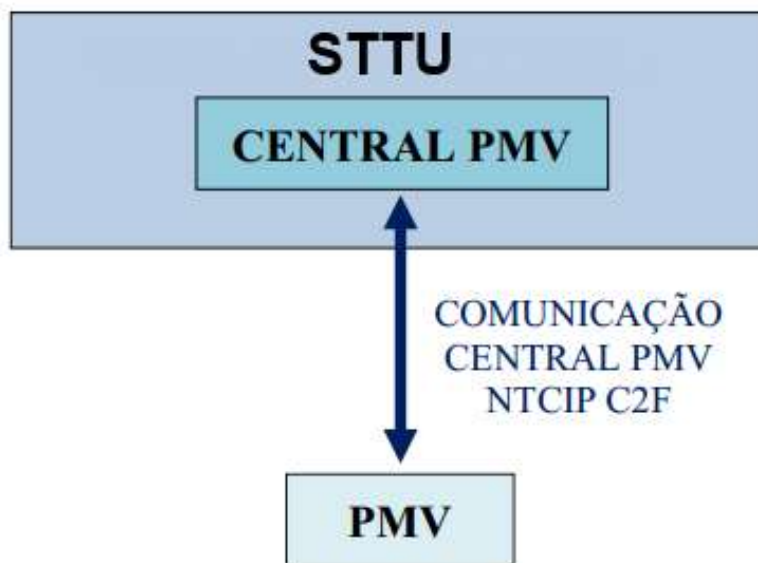 STTU
CENTRAL PMV
COMUNICAÇÃO
CENTRAL PMV
NTCIP C2F
PMV